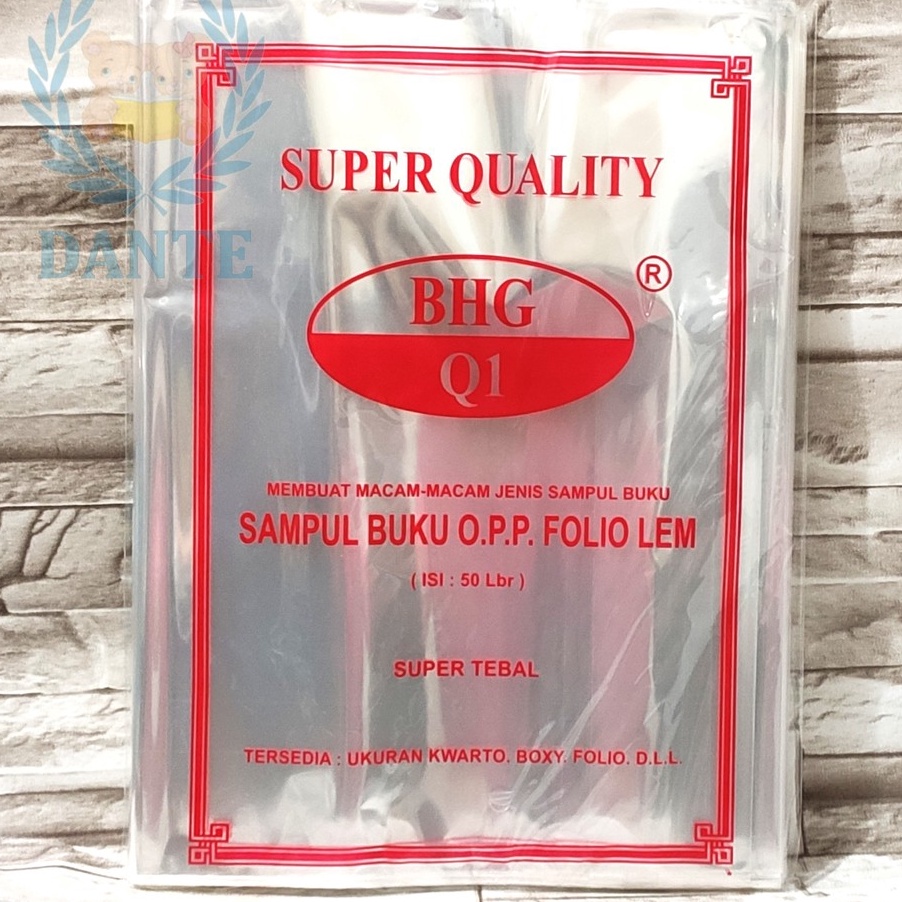 DANTE
SUPER QUALITY
BHG
®
Q1
MEMBUAT MACAM-MACAM JENIS SAMPUL BUKU
SAMPUL BUKU O.P.P. FOLIO LEM
( ISI : 50 Lbr )
SUPER TEBAL
TERSEDIA : UKURAN KWARTO. BOXY. FOLIO. D.L.L.